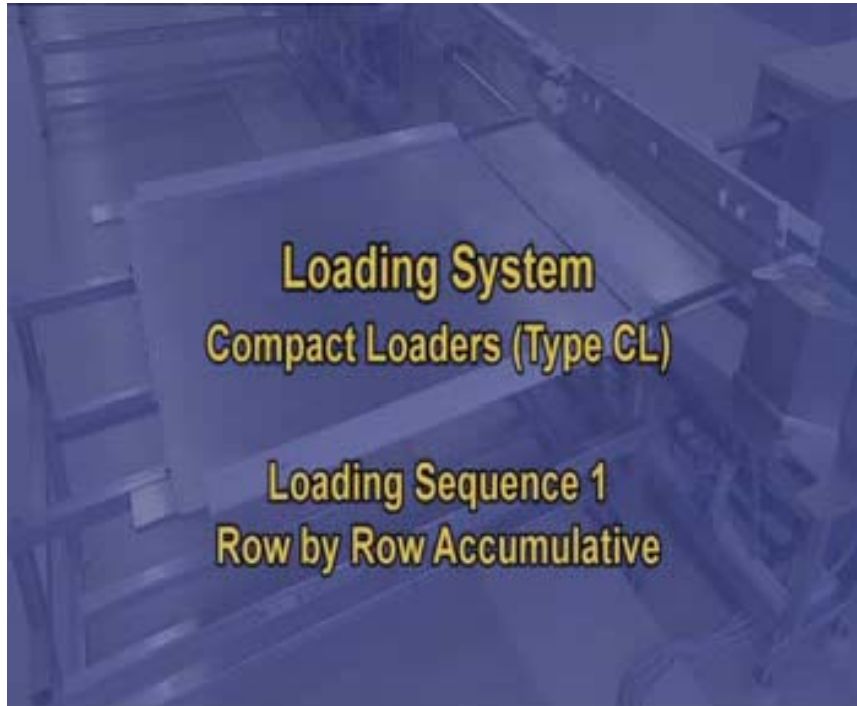 Loading System
Compact Loaders (Type CL)
Loading Sequence 1
Row by Row Accumulative